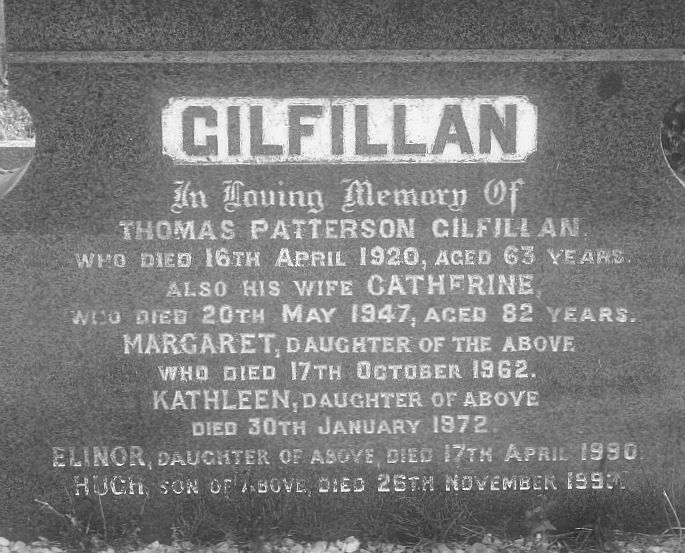 GILFILLAN
In Loving Memory Of
THOMAS PATTERSON GILFILLAN.
WHO DIED 16TH APRIL 1920, AGED 63 YEARS.
ALSO HIS WIFE CATHERINE,
WHO DIED 20TH MAY 1947, AGED 82 YEARS.
MARGARET, DAUGHTER OF THE ABOVE
WHO DIED 17TH OCTOBER 1962.
KATHLEEN, DAUGHTER OF ABOVE
DIED 30TH JANUARY 1972.
ELINOR, DAUGHTER OF ABOVE, DIED 17TH APRIL 1990.
HUGH, SON OF ABOVE, DIED 26TH NOVEMBER